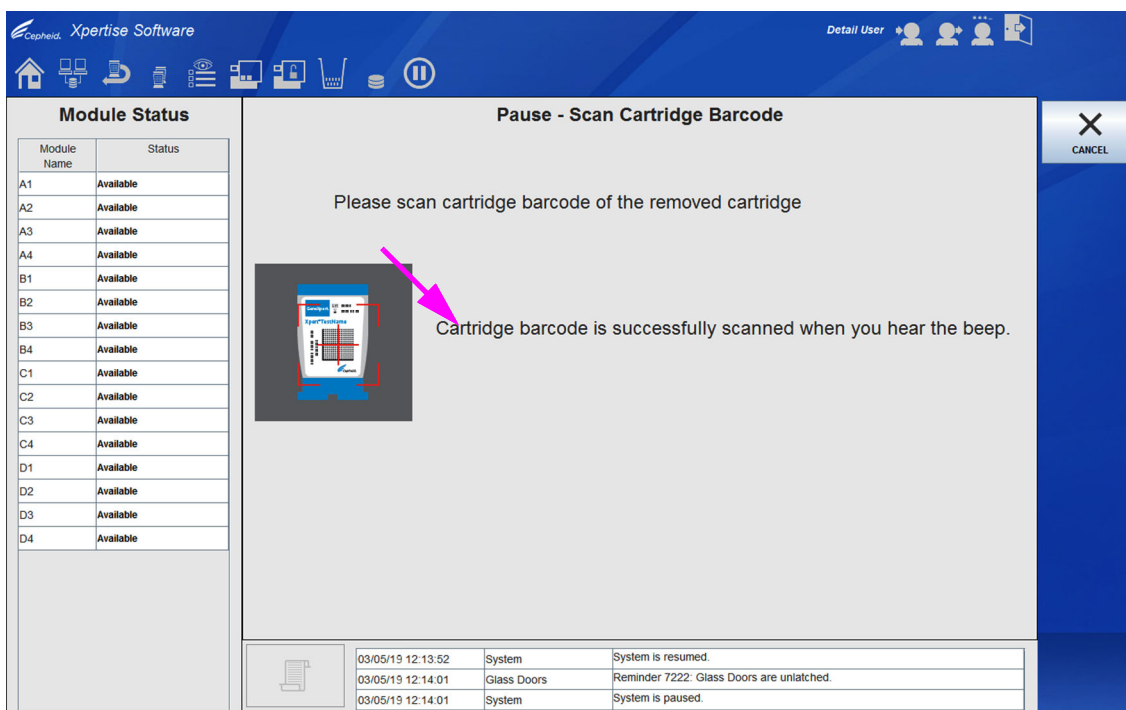 Cepheid. Xpertise Software
Detail User
Module Status
Module Name Status
A1 Available
A2 Available
A3 Available
A4 Available
B1 Available
B2 Available
B3 Available
B4 Available
C1 Available
C2 Available
C3 Available
C4 Available
D1 Available
D2 Available
D3 Available
D4 Available
Pause - Scan Cartridge Barcode
CANCEL
Please scan cartridge barcode of the removed cartridge
GeneXpert
Xpert TestName
Cepheid.
Cartridge barcode is successfully scanned when you hear the beep.
03/05/19 12:13:52 System System is resumed.
03/05/19 12:14:01 Glass Doors Reminder 7222: Glass Doors are unlatched.
03/05/19 12:14:01 System System is paused.